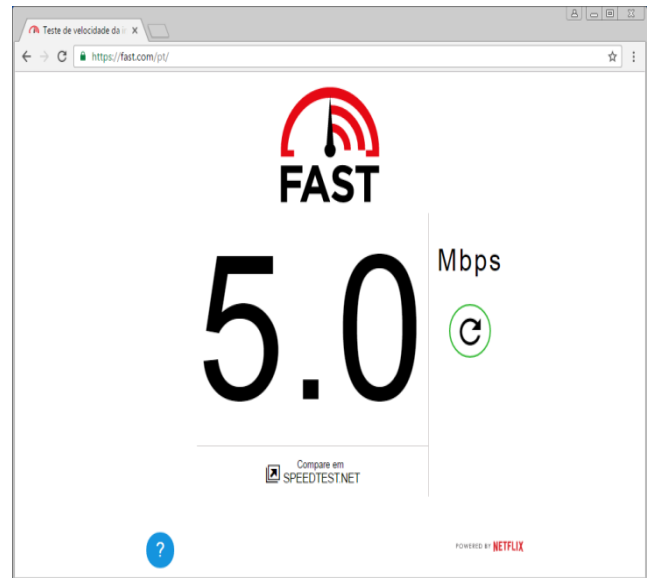 Teste de velocidade da i
https://fast.com/pt/
FAST
5.0
Mbps
Compare em
SPEEDTEST.NET
?
POWERED BY NETFLIX